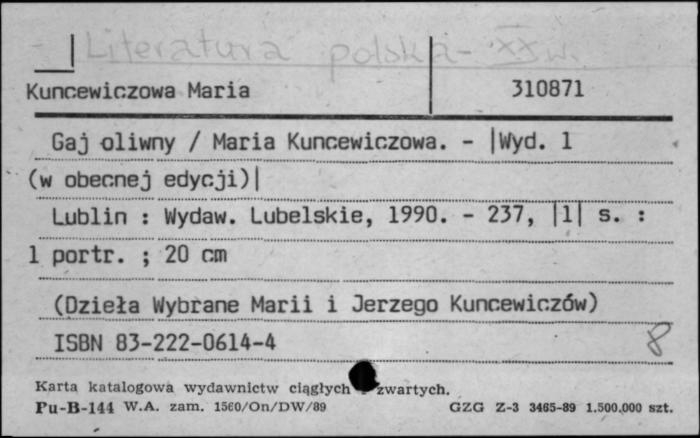 Literatura polska - XX w.
Kuncewiczowa Maria 310871
Gaj oliwny / Maria Kuncewiczowa. - |Wyd. 1
(w obecnej edycji)|
Lublin : Wydaw. Lubelskie, 1990. - 237, |1| s. :
1 portr. ; 20 cm
(Dzieła Wybrane Marii i Jerzego Kuncewiczów)
ISBN 83-222-0614-4 8
Karta katalogowa wydawnictw ciągłych zwartych.
Pu-B-144 W.A. zam. 1560/On/DW/89 GZG Z-3 3465-89 1.500.000 szt.